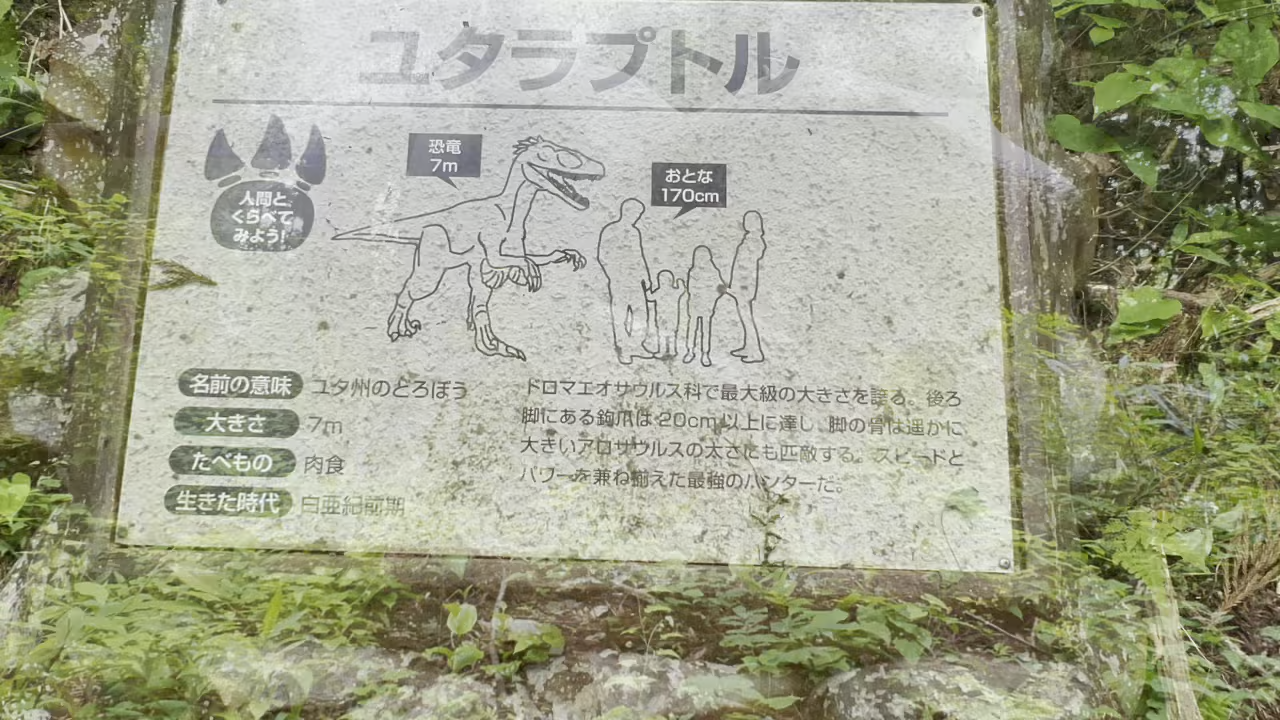 ユタラプトル
人間と
くらべて
みよう!
恐竜
7m
おとな
170cm
名前の意味 ユタ州のどろぼう
大きさ 7m
たべもの 肉食
生きた時代 白亜紀前期
ドロマエオサウルス科で最大級の大きさを誇る。後ろ
脚にある鉤爪は20cm以上に達し、脚の骨は遥かに
大きいアロサウルスの太さにも匹敵する。スピードと
パワーを兼ね揃えた最強のハンターだ。